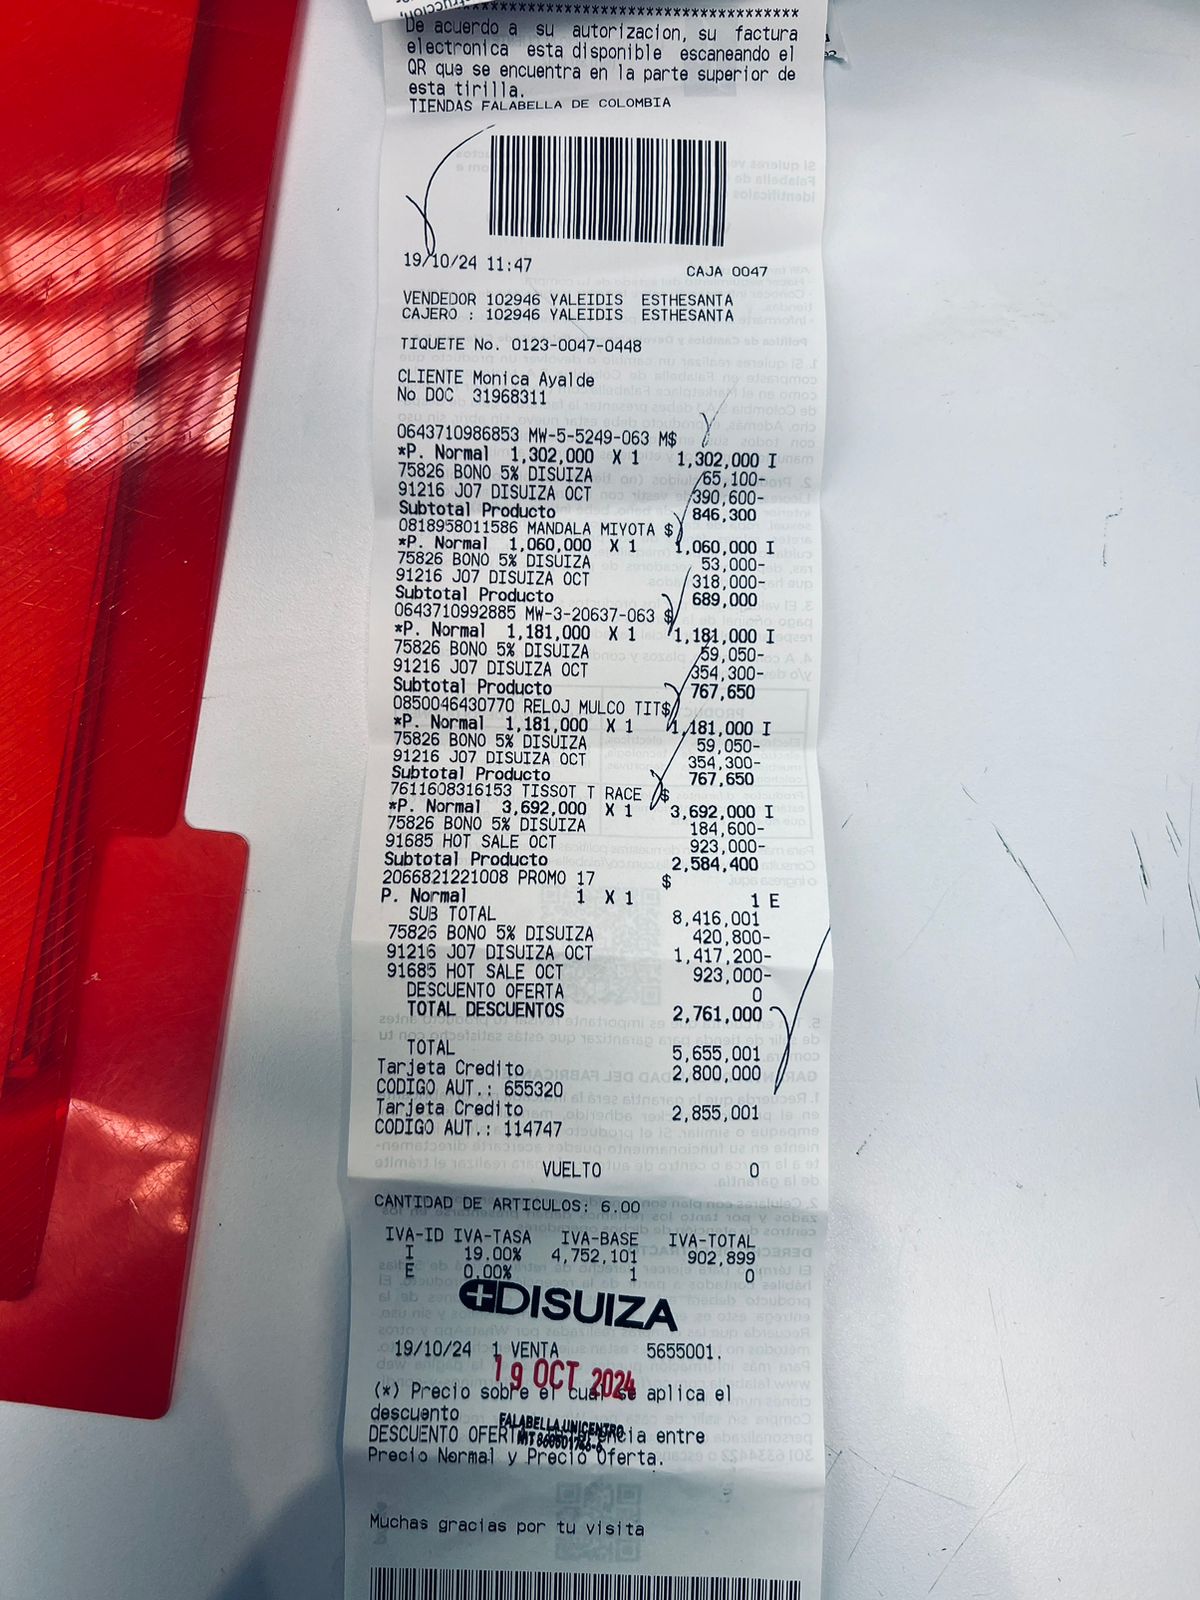 De acuerdo a su autorizacion, su factura
electronica esta disponible escaneando el
QR que se encuentra en la parte superior de
esta tirilla.
TIENDAS FALABELLA DE COLOMBIA
19/10/24 11:47 CAJA 0047
VENDEDOR 102946 YALEIDIS ESTHESANTA
CAJERO : 102946 YALEIDIS ESTHESANTA
TIQUETE No. 0123-0047-0448
CLIENTE Monica Ayalde
No DOC 31968311
0643710986853 MW-5-5249-063 M$
*P. Normal 1,302,000 X 1 1,302,000 I
75826 BONO 5% DISUIZA 65,100-
91216 J07 DISUIZA OCT 390,600-
Subtotal Producto 846,300
0818958011586 MANDALA MIYOTA $
*P. Normal 1,060,000 X 1 1,060,000 I
75826 BONO 5% DISUIZA 53,000-
91216 J07 DISUIZA OCT 318,000-
Subtotal Producto 689,000
0643710992885 MW-3-20637-063 $
*P. Normal 1,181,000 X 1 1,181,000 I
75826 BONO 5% DISUIZA 59,050-
91216 J07 DISUIZA OCT 354,300-
Subtotal Producto 767,650
0850046430770 RELOJ MULCO TIT$
*P. Normal 1,181,000 X 1 1,181,000 I
75826 BONO 5% DISUIZA 59,050-
91216 J07 DISUIZA OCT 354,300-
Subtotal Producto 767,650
7611608316153 TISSOT T RACE $
*P. Normal 3,692,000 X 1 3,692,000 I
75826 BONO 5% DISUIZA 184,600-
91685 HOT SALE OCT 923,000-
Subtotal Producto 2,584,400
2066821221008 PROMO 17 $
P. Normal 1 X 1 1 E
SUB TOTAL 8,416,001
75826 BONO 5% DISUIZA 420,800-
91216 J07 DISUIZA OCT 1,417,200-
91685 HOT SALE OCT 923,000-
DESCUENTO OFERTA 0
TOTAL DESCUENTOS 2,761,000
TOTAL 5,655,001
Tarjeta Credito 2,800,000
CODIGO AUT.: 655320
Tarjeta Credito 2,855,001
CODIGO AUT.: 114747
VUELTO 0
CANTIDAD DE ARTICULOS: 6.00
IVA-ID IVA-TASA IVA-BASE IVA-TOTAL
I 19.00% 4,752,101 902,899
E 0.00% 1 0
DISUIZA
19/10/24 1 VENTA 5655001.
19 OCT 2024
(*) Precio sobre el cual se aplica el
descuento
FALABELLA UNICENTRO
DESCUENTO entre
Precio Normal y Precio Oferta.
Muchas gracias por tu visita